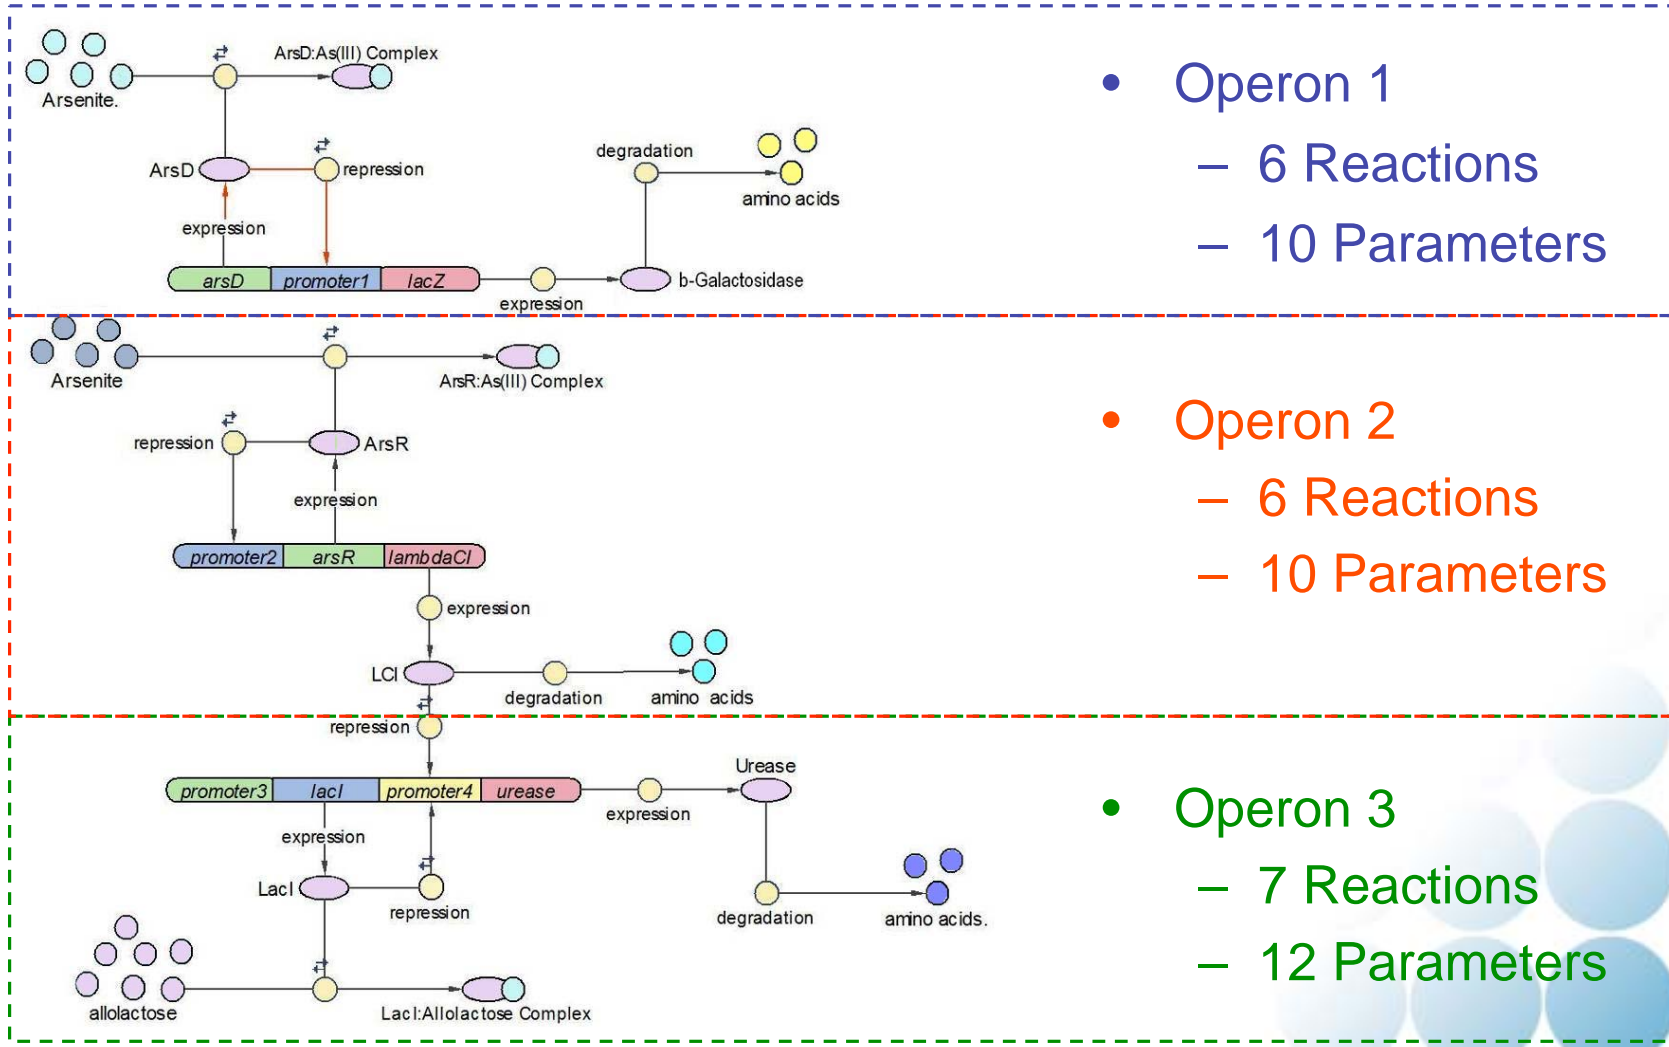 ArsD:As(III) Complex
Arsenite.
ArsD
repression
expression
arsD promoter1 lacZ
expression
b-Galactosidase
degradation
amino acids
• Operon 1
– 6 Reactions
– 10 Parameters
Arsenite
ArsR:As(III) Complex
repression
ArsR
expression
promoter2 arsR lambdaCI
expression
LCI
degradation
amino acids
• Operon 2
– 6 Reactions
– 10 Parameters
repression
promoter3 lacI promoter4 urease
expression
Urease
expression
LacI
repression
degradation
amino acids.
allolactose
LacI:Allolactose Complex
• Operon 3
– 7 Reactions
– 12 Parameters